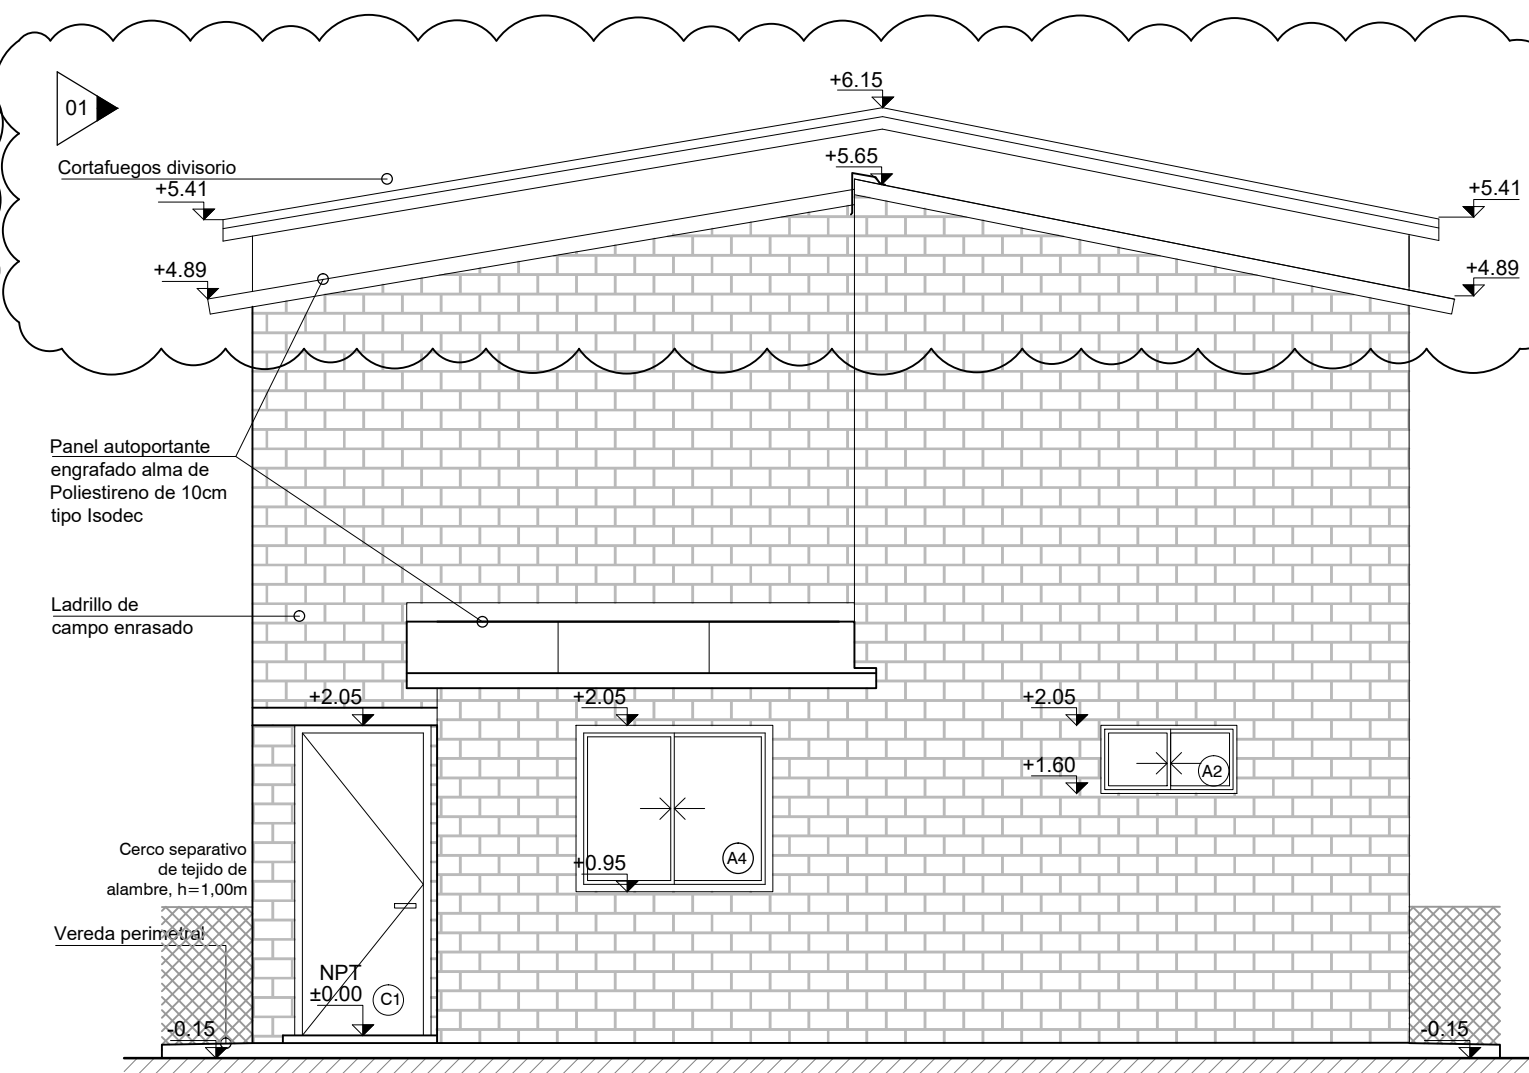 +6.15
01
+5.65
Cortafuegos divisorio
+5.41
+5.41
+4.89
+4.89
Panel autoportante
engrafado alma de
Poliestireno de 10cm
tipo Isodec
Ladrillo de
campo enrasado
+2.05
+2.05
+2.05
+1.60
A2
Cerco separativo
de tejido de
alambre, h=1,00m
+0.95
A4
Vereda perimetral
NPT
±0.00
C1
-0.15
-0.15